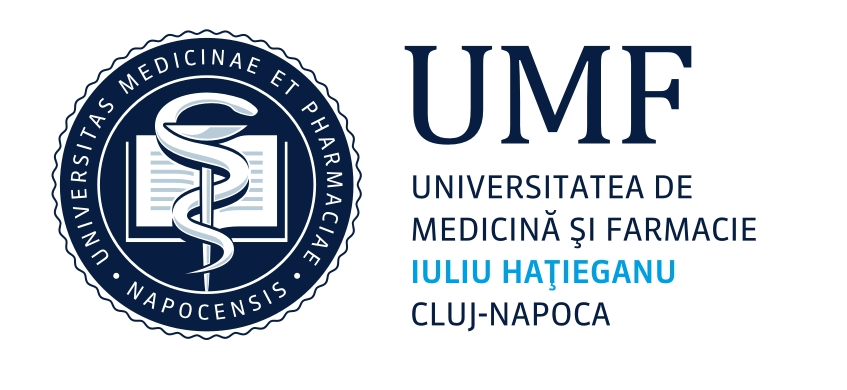 UNIVERSITAS MEDICINAE ET PHARMACIAE
• NAPOCENSIS •
UMF
UNIVERSITATEA DE
MEDICINĂ ŞI FARMACIE
IULIU HAŢIEGANU
CLUJ-NAPOCA